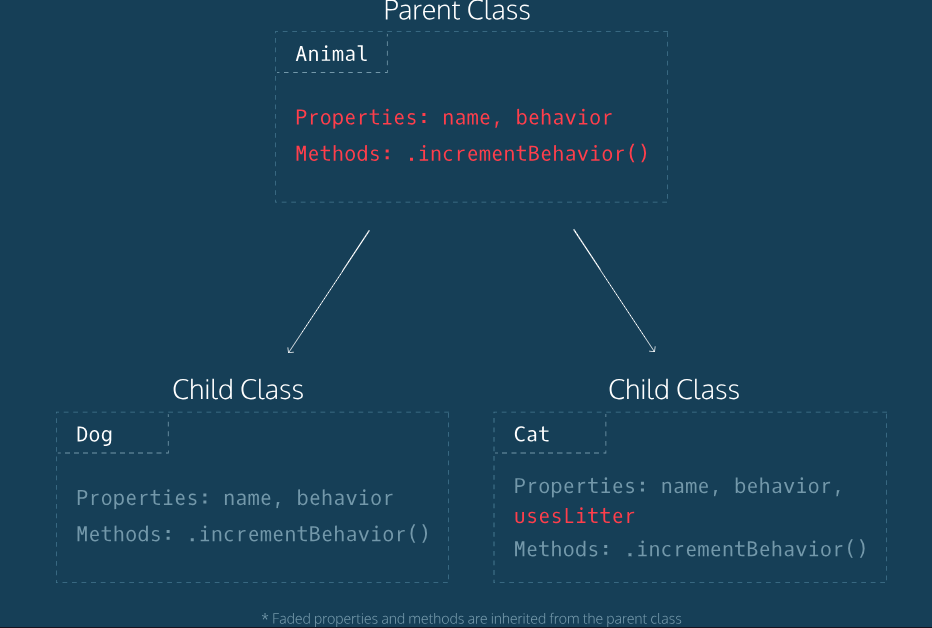 Parent Class
Animal
Properties: name, behavior
Methods: .incrementBehavior()
Child Class
Dog
Properties: name, behavior
Methods: .incrementBehavior()
Child Class
Cat
Properties: name, behavior,
usesLitter
Methods: .incrementBehavior()
* Faded properties and methods are inherited from the parent class